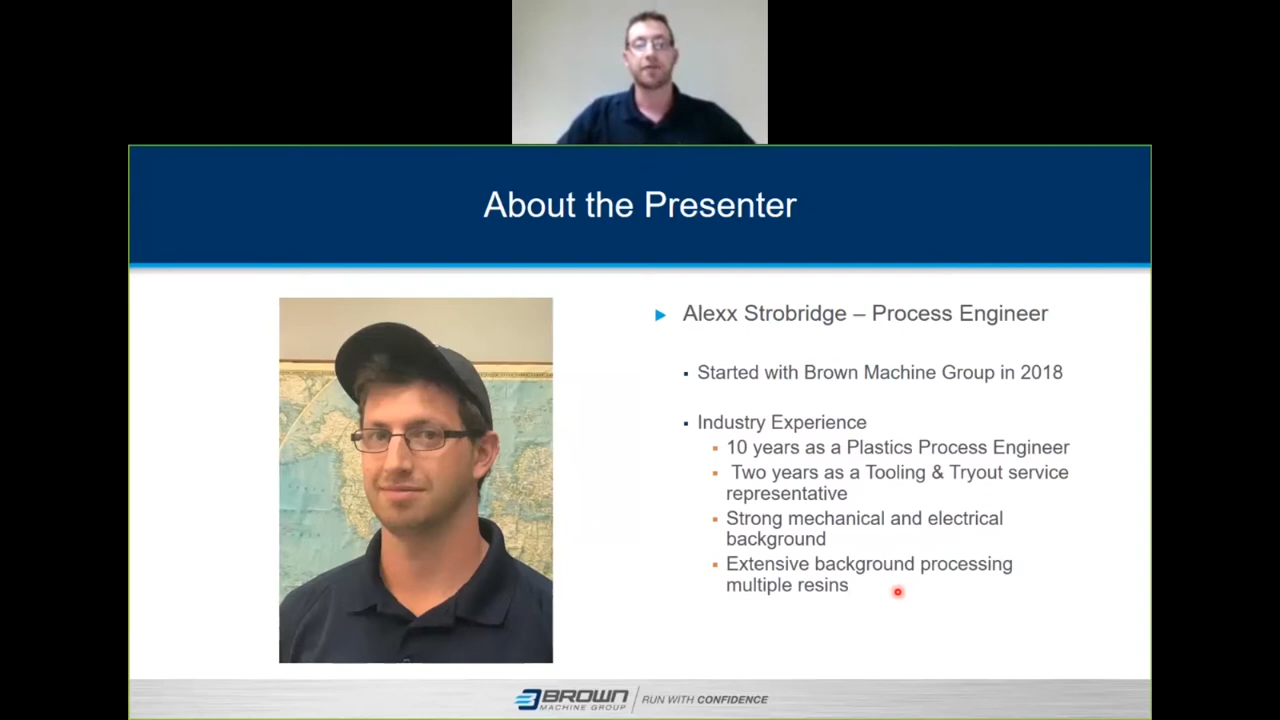 About the Presenter
Alexx Strobridge – Process Engineer
Started with Brown Machine Group in 2018
Industry Experience
10 years as a Plastics Process Engineer
Two years as a Tooling & Tryout service
representative
Strong mechanical and electrical
background
Extensive background processing
multiple resins
BROWN
MACHINE GROUP
RUN WITH CONFIDENCE